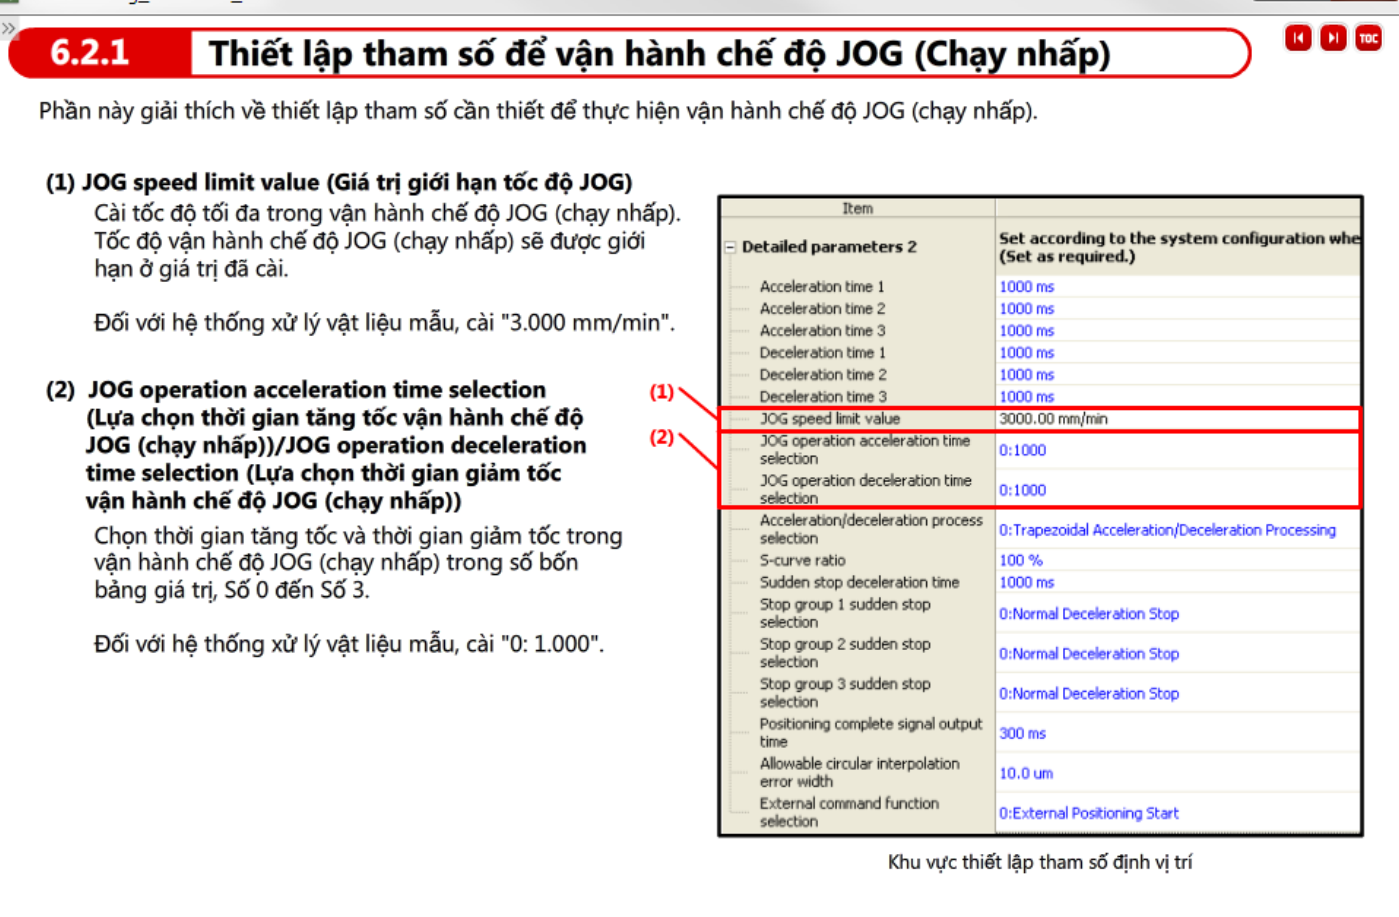 6.2.1 Thiết lập tham số để vận hành chế độ JOG (Chạy nhấp)
TOC
Phần này giải thích về thiết lập tham số cần thiết để thực hiện vận hành chế độ JOG (chạy nhấp).
(1) JOG speed limit value (Giá trị giới hạn tốc độ JOG)
Cài tốc độ tối đa trong vận hành chế độ JOG (chạy nhấp).
Tốc độ vận hành chế độ JOG (chạy nhấp) sẽ được giới
hạn ở giá trị đã cài.
Đối với hệ thống xử lý vật liệu mẫu, cài "3.000 mm/min".
(2) JOG operation acceleration time selection
(Lựa chọn thời gian tăng tốc vận hành chế độ
JOG (chạy nhấp))/JOG operation deceleration
time selection (Lựa chọn thời gian giảm tốc
vận hành chế độ JOG (chạy nhấp))
Chọn thời gian tăng tốc và thời gian giảm tốc trong
vận hành chế độ JOG (chạy nhấp) trong số bốn
bảng giá trị, Số 0 đến Số 3.
Đối với hệ thống xử lý vật liệu mẫu, cài "0: 1.000".
(1)
(2)
Item
Detailed parameters 2
Set according to the system configuration whe
(Set as required.)
Acceleration time 1 1000 ms
Acceleration time 2 1000 ms
Acceleration time 3 1000 ms
Deceleration time 1 1000 ms
Deceleration time 2 1000 ms
Deceleration time 3 1000 ms
JOG speed limit value 3000.00 mm/min
JOG operation acceleration time
selection
0:1000
JOG operation deceleration time
selection
0:1000
Acceleration/deceleration process
selection
0:Trapezoidal Acceleration/Deceleration Processing
S-curve ratio 100 %
Sudden stop deceleration time 1000 ms
Stop group 1 sudden stop
selection
0:Normal Deceleration Stop
Stop group 2 sudden stop
selection
0:Normal Deceleration Stop
Stop group 3 sudden stop
selection
0:Normal Deceleration Stop
Positioning complete signal output
time
300 ms
Allowable circular interpolation
error width
10.0 um
External command function
selection
0:External Positioning Start
Khu vực thiết lập tham số định vị trí